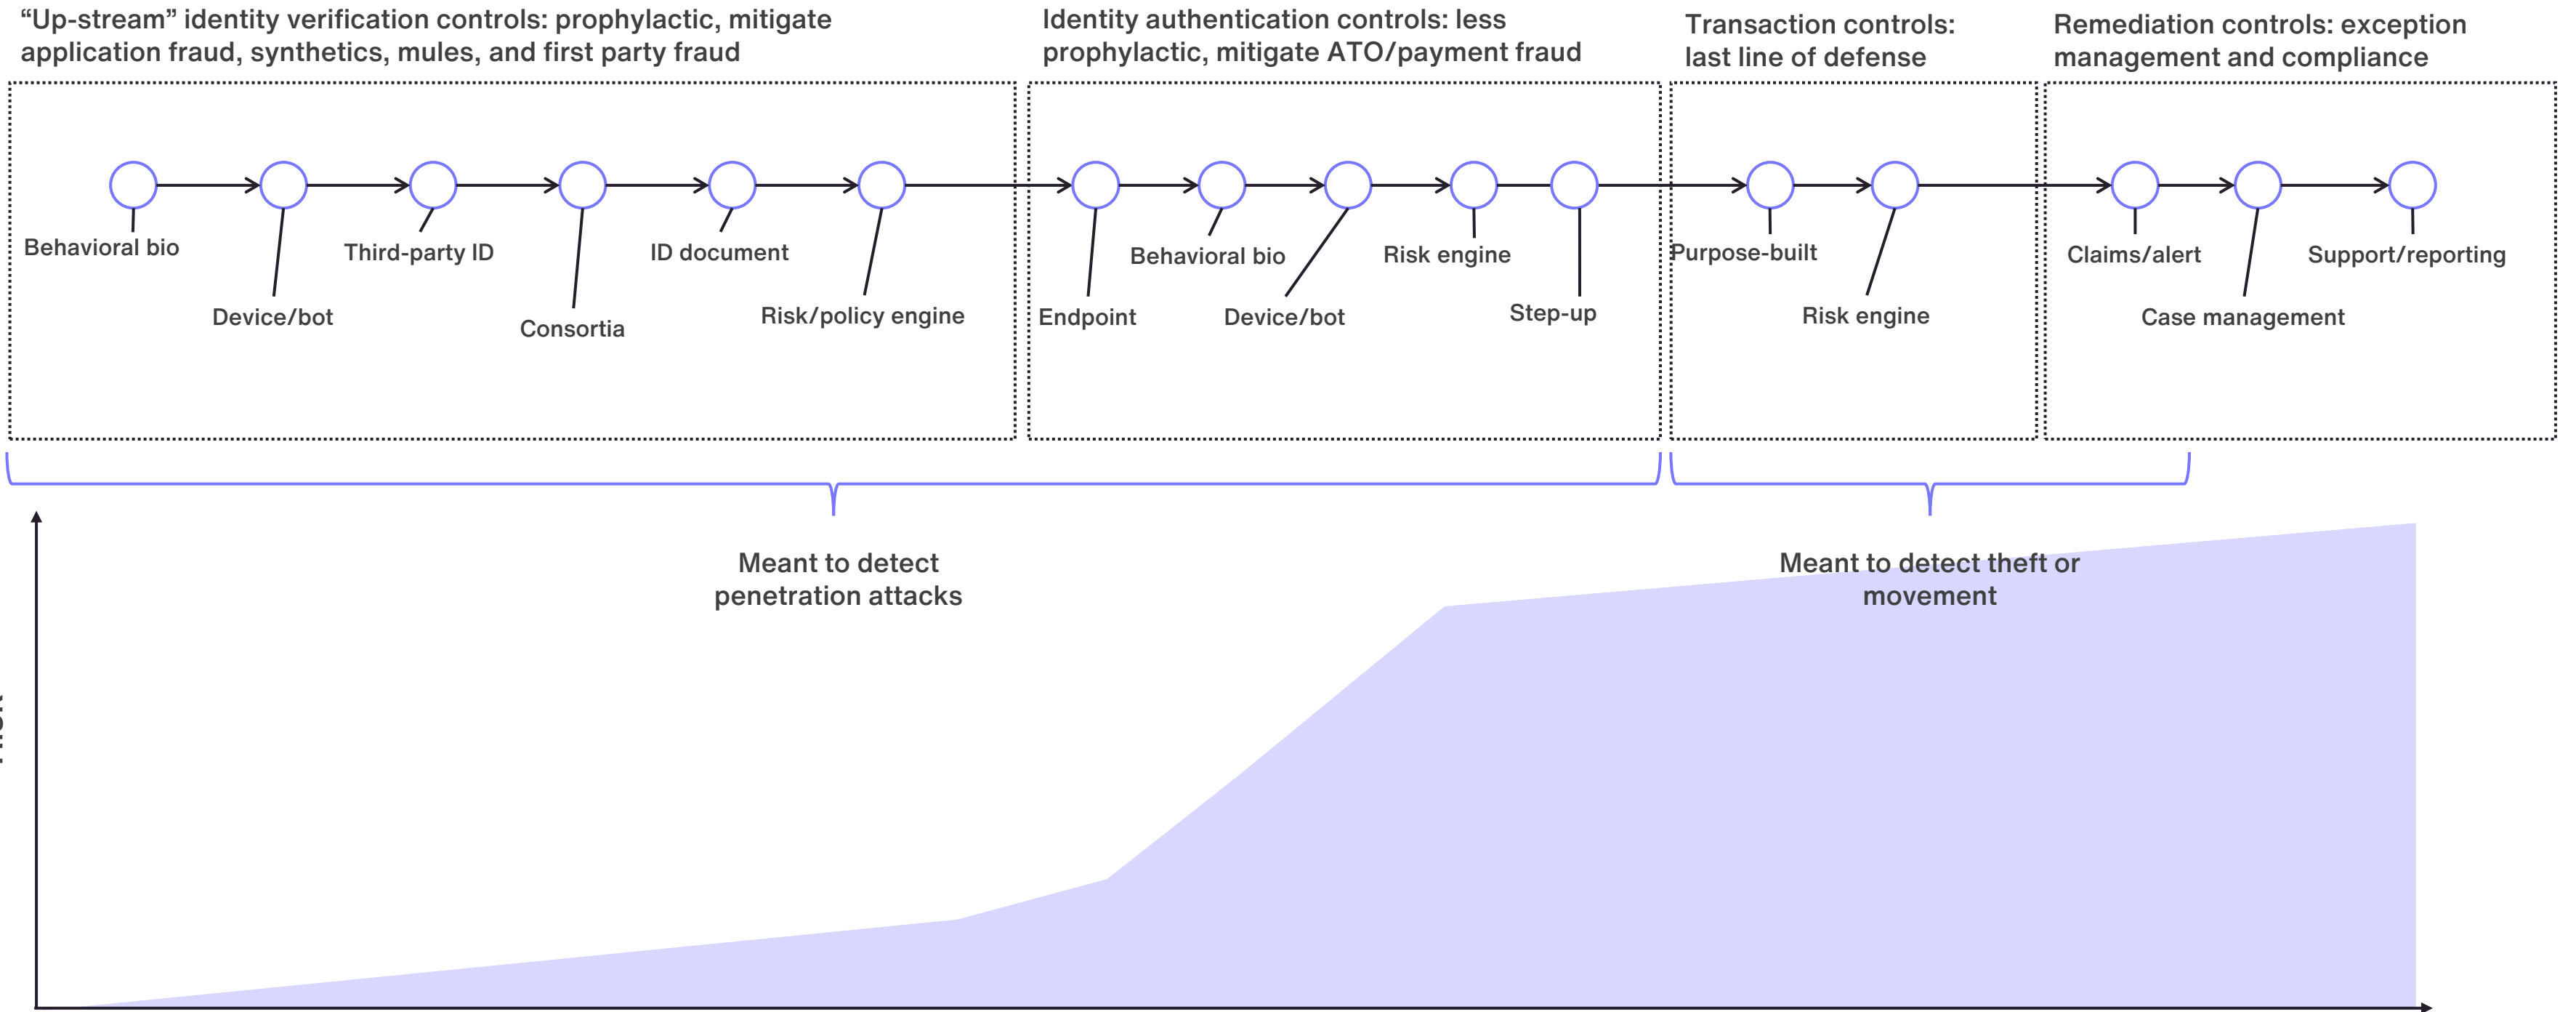 “Up-stream” identity verification controls: prophylactic, mitigate
application fraud, synthetics, mules, and first party fraud
Identity authentication controls: less
prophylactic, mitigate ATO/payment fraud
Transaction controls:
last line of defense
Remediation controls: exception
management and compliance
Behavioral bio
Device/bot
Third-party ID
Consortia
ID document
Risk/policy engine
Endpoint
Behavioral bio
Device/bot
Risk engine
Step-up
Purpose-built
Risk engine
Claims/alert
Case management
Support/reporting
Meant to detect
penetration attacks
Meant to detect theft or
movement